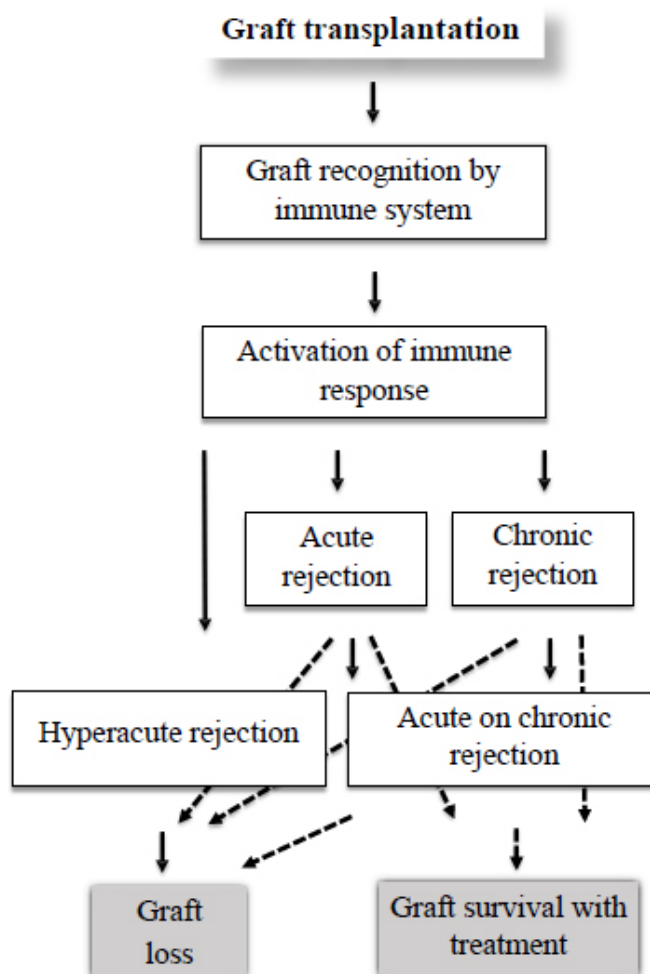 Graft transplantation
Graft recognition by
immune system
Activation of immune
response
Acute
rejection
Chronic
rejection
Hyperacute rejection
Acute on chronic
rejection
Graft
loss
Graft survival with
treatment